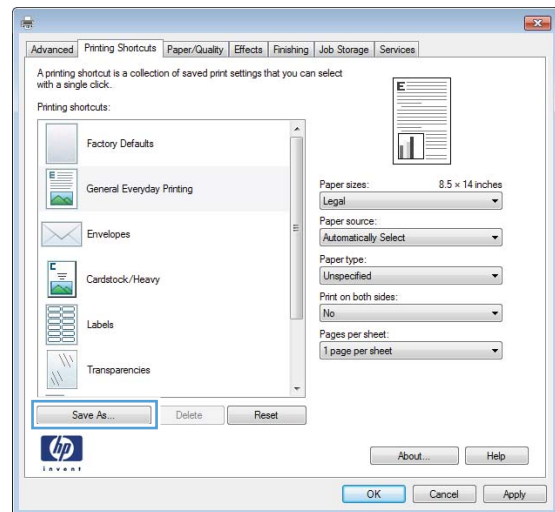 Advanced Printing Shortcuts Paper/Quality Effects Finishing Job Storage Services
A printing shortcut is a collection of saved print settings that you can select
with a single click.
Printing shortcuts:
Factory Defaults
E
General Everyday Printing
Envelopes
E
Cardstock/Heavy
Labels
Transparencies
Save As... Delete Reset
E
Paper sizes: 8.5 × 14 inches
Legal
Paper source:
Automatically Select
Paper type:
Unspecified
Print on both sides:
No
Pages per sheet:
1 page per sheet
hp
invent
About... Help
OK Cancel Apply